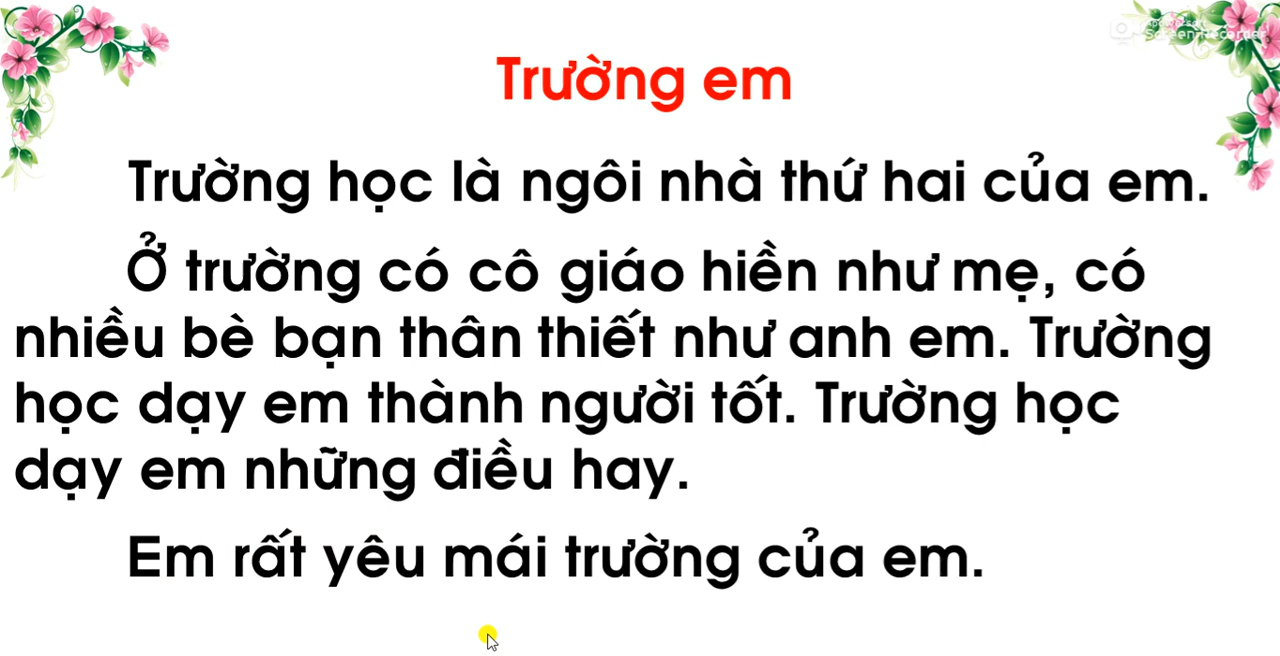 Trường em
Trường học là ngôi nhà thứ hai của em.
Ở trường có cô giáo hiền như mẹ, có
nhiều bè bạn thân thiết như anh em. Trường
học dạy em thành người tốt. Trường học
dạy em những điều hay.
Em rất yêu mái trường của em.
Screen Recorder